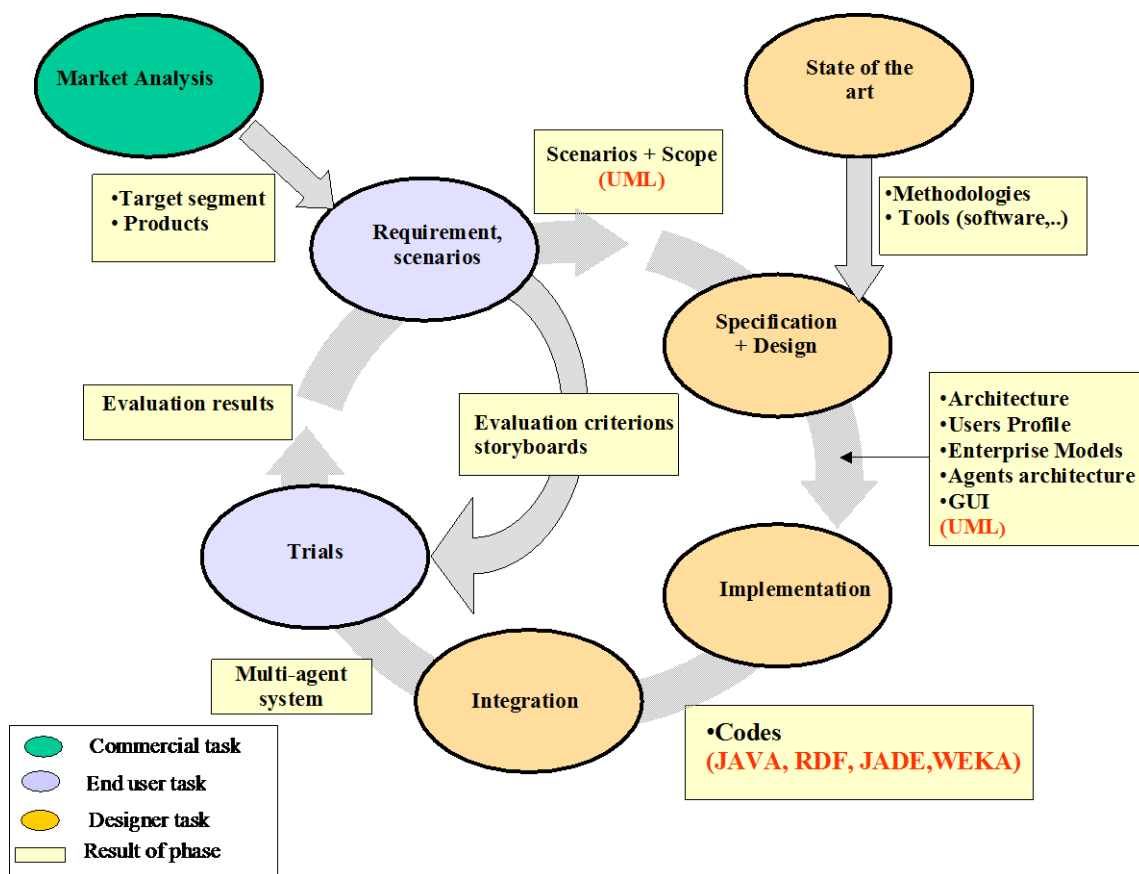 Market Analysis
State of the
art
Scenarios + Scope
(UML)
•Target segment
• Products
•Methodologies
• Tools (software,..)
Requirement,
scenarios
Specification
+ Design
Evaluation results
Evaluation criterions
storyboards
•Architecture
•Users Profile
•Enterprise Models
•Agents architecture
•GUI
(UML)
Trials
Implementation
Multi-agent
system
Integration
•Codes
(JAVA, RDF, JADE,WEKA)
Commercial task
End user task
Designer task
Result of phase